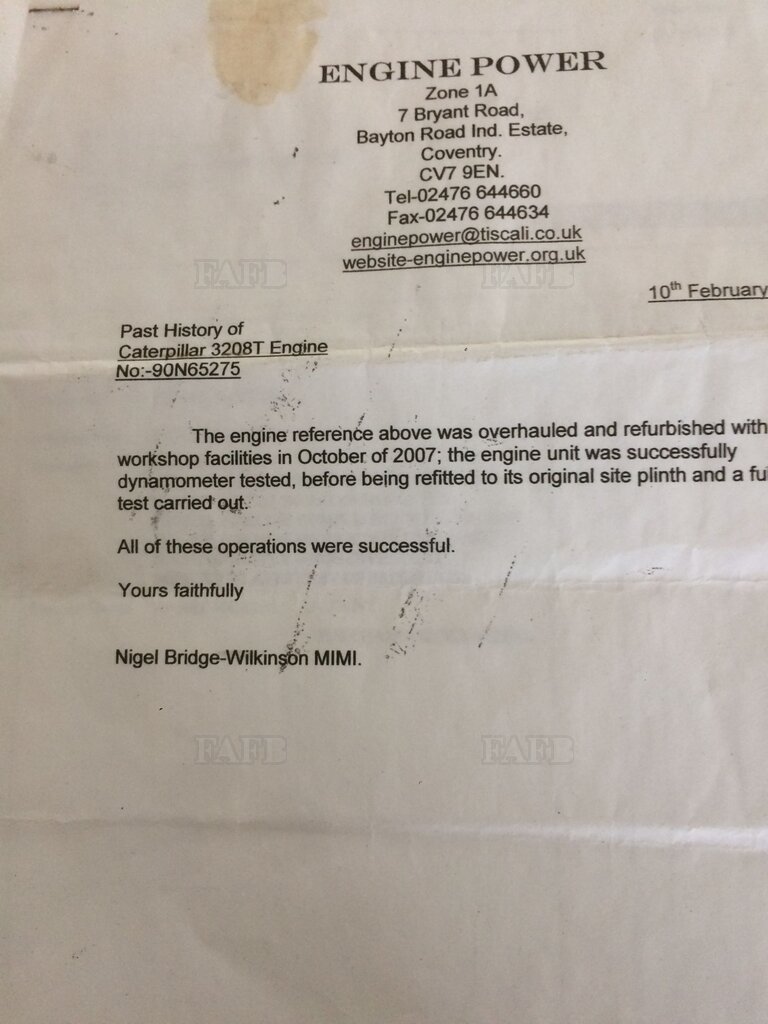 ENGINE POWER
Zone 1A
7 Bryant Road,
Bayton Road Ind. Estate,
Coventry.
CV7 9EN.
Tel-02476 644660
Fax-02476 644634
enginepower@tiscali.co.uk
website-enginepower.org.uk
10th February
Past History of
Caterpillar 3208T Engine
No:-90N65275
The engine reference above was overhauled and refurbished with
workshop facilities in October of 2007; the engine unit was successfully
dynamometer tested, before being refitted to its original site plinth and a fu
test carried out.
All of these operations were successful.
Yours faithfully
Nigel Bridge-Wilkinson MIMI.
FAFB FAFB
FAFB FAFB